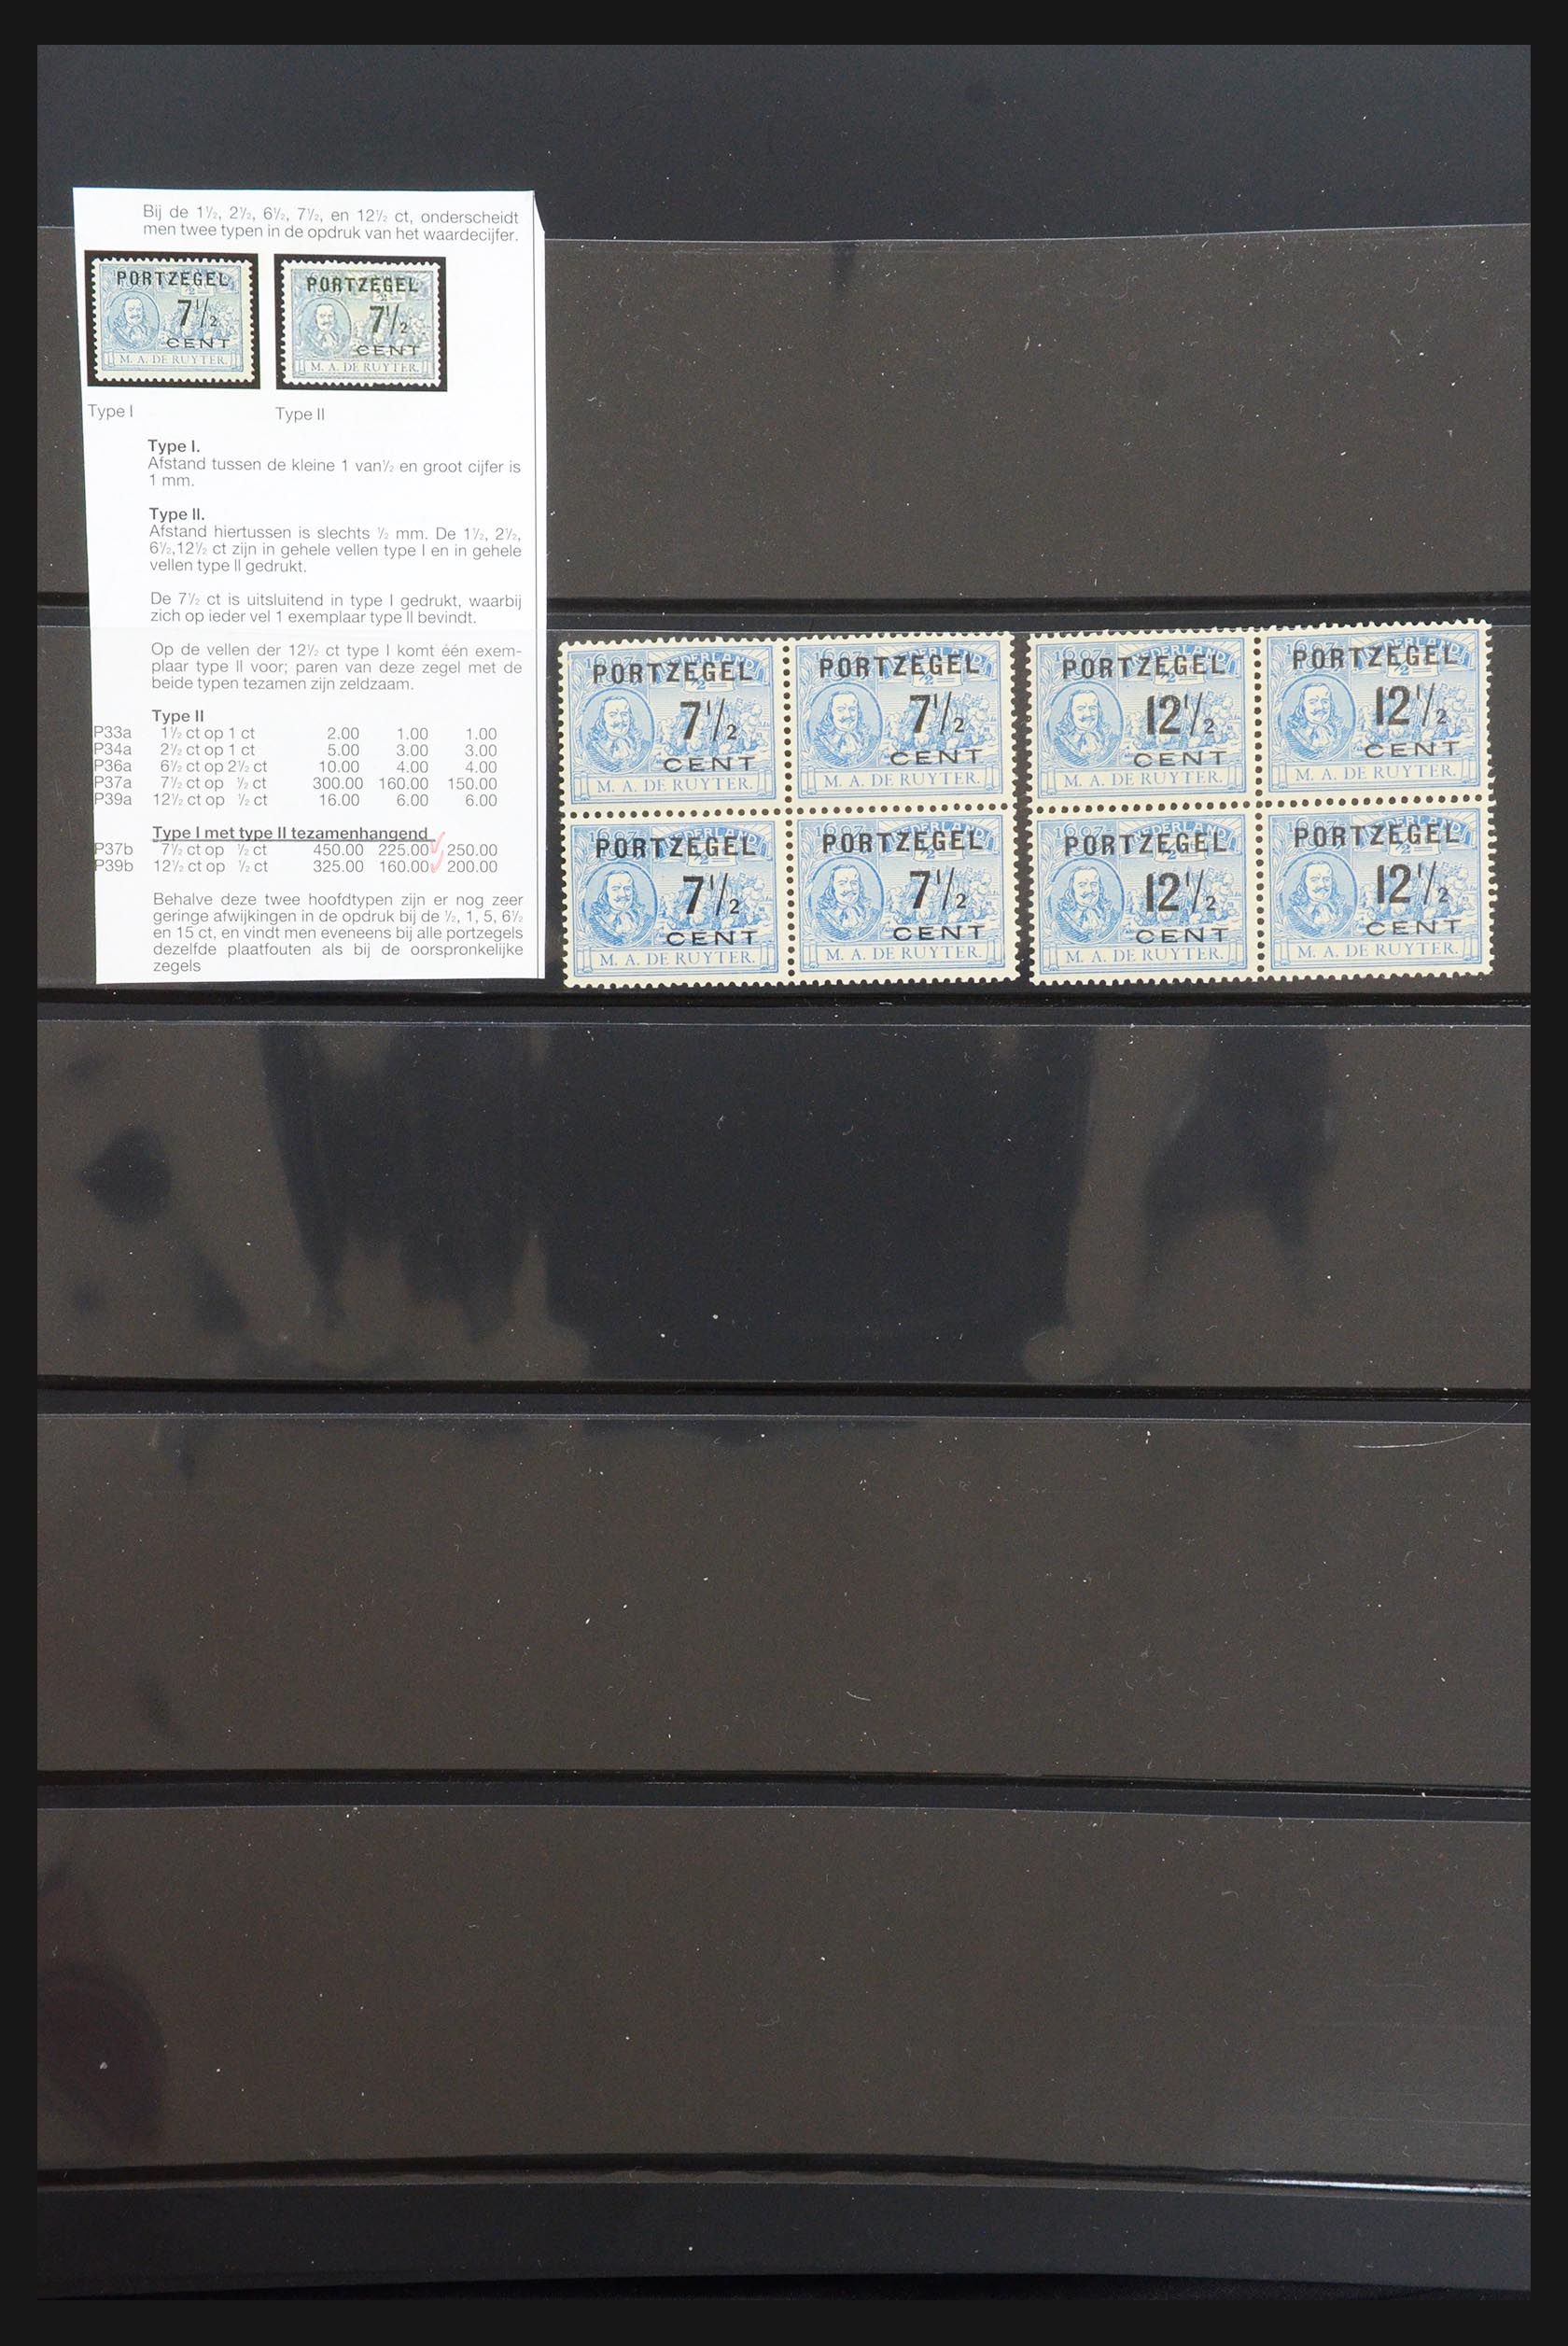 Bij de 1½, 2½, 6½, 7½, en 12½ ct, onderscheidt
men twee typen in de opdruk van het waardecijfer.
PORTZEGEL
7½
CENT
M. A. DE RUYTER.
PORTZEGEL
7½
CENT
M. A. DE RUYTER.
Type I
Type II
Type I.
Afstand tussen de kleine 1 van½ en groot cijfer is
1 mm.
Type II.
Afstand hiertussen is slechts ½ mm. De 1½, 2½,
6½,12½ ct zijn in gehele vellen type I en in gehele
vellen type II gedrukt.
De 7½ ct is uitsluitend in type I gedrukt, waarbij
zich op ieder vel 1 exemplaar type II bevindt.
Op de vellen der 12½ ct type I komt één exem-
plaar type II voor; paren van deze zegel met de
beide typen tezamen zijn zeldzaam.
Type II
P33a 1½ ct op 1 ct 2.00 1.00 1.00
P34a 2½ ct op 1 ct 5.00 3.00 3.00
P36a 6½ ct op 2½ ct 10.00 4.00 4.00
P37a 7½ ct op ½ ct 300.00 160.00 150.00
P39a 12½ ct op ½ ct 16.00 6.00 6.00
Type I met type II tezamenhangend
P37b 7½ ct op ½ ct 450.00 225.00 250.00
P39b 12½ ct op ½ ct 325.00 160.00 200.00
Behalve deze twee hoofdtypen zijn er nog zeer
geringe afwijkingen in de opdruk bij de ½, 1, 5, 6½
en 15 ct, en vindt men eveneens bij alle portzegels
dezelfde plaatfouten als bij de oorspronkelijke
zegels
PORTZEGEL
7½
CENT
M. A. DE RUYTER.
PORTZEGEL
7½
CENT
M. A. DE RUYTER.
PORTZEGEL
7½
CENT
M. A. DE RUYTER.
PORTZEGEL
7½
CENT
M. A. DE RUYTER.
PORTZEGEL
12½
CENT
M. A. DE RUYTER.
PORTZEGEL
12½
CENT
M. A. DE RUYTER.
PORTZEGEL
12½
CENT
M. A. DE RUYTER.
PORTZEGEL
12½
CENT
M. A. DE RUYTER.